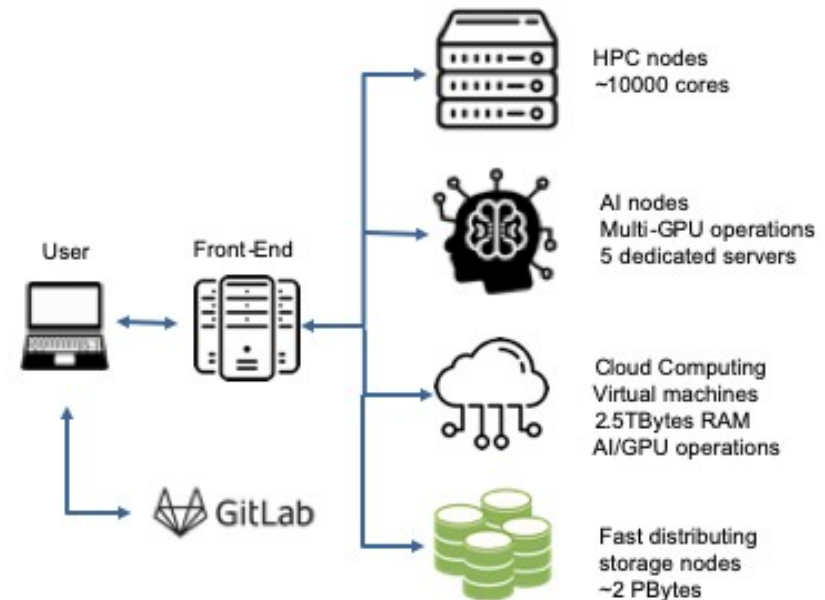 HPC nodes
~10000 cores
AI nodes
Multi-GPU operations
5 dedicated servers
User
Front-End
Cloud Computing
Virtual machines
2.5TBytes RAM
AI/GPU operations
GitLab
Fast distributing
storage nodes
~2 PBytes